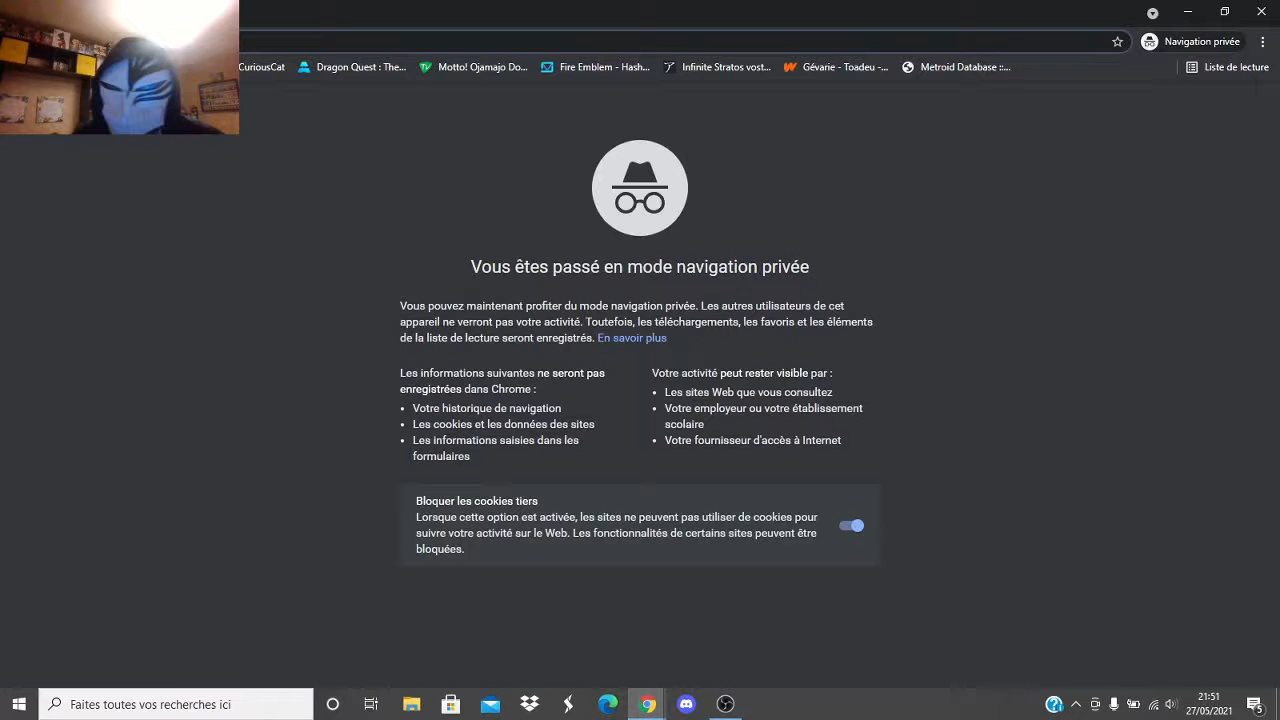 Navigation privée
CuriousCat
Dragon Quest : The...
Motto! Ojamajo Do...
Fire Emblem - Hash...
Infinite Stratos vost...
Gévarie - Toadeu -...
Metroid Database ::...
Liste de lecture
Vous êtes passé en mode navigation privée
Vous pouvez maintenant profiter du mode navigation privée. Les autres utilisateurs de cet
appareil ne verront pas votre activité. Toutefois, les téléchargements, les favoris et les éléments
de la liste de lecture seront enregistrés. En savoir plus
Les informations suivantes ne seront pas
enregistrées dans Chrome :
• Votre historique de navigation
• Les cookies et les données des sites
• Les informations saisies dans les
formulaires
Votre activité peut rester visible par :
• Les sites Web que vous consultez
• Votre employeur ou votre établissement
scolaire
• Votre fournisseur d'accès à Internet
Bloquer les cookies tiers
Lorsque cette option est activée, les sites ne peuvent pas utiliser de cookies pour
suivre votre activité sur le Web. Les fonctionnalités de certains sites peuvent être
bloquées.
Faites toutes vos recherches ici
21:51
27/05/2021
5